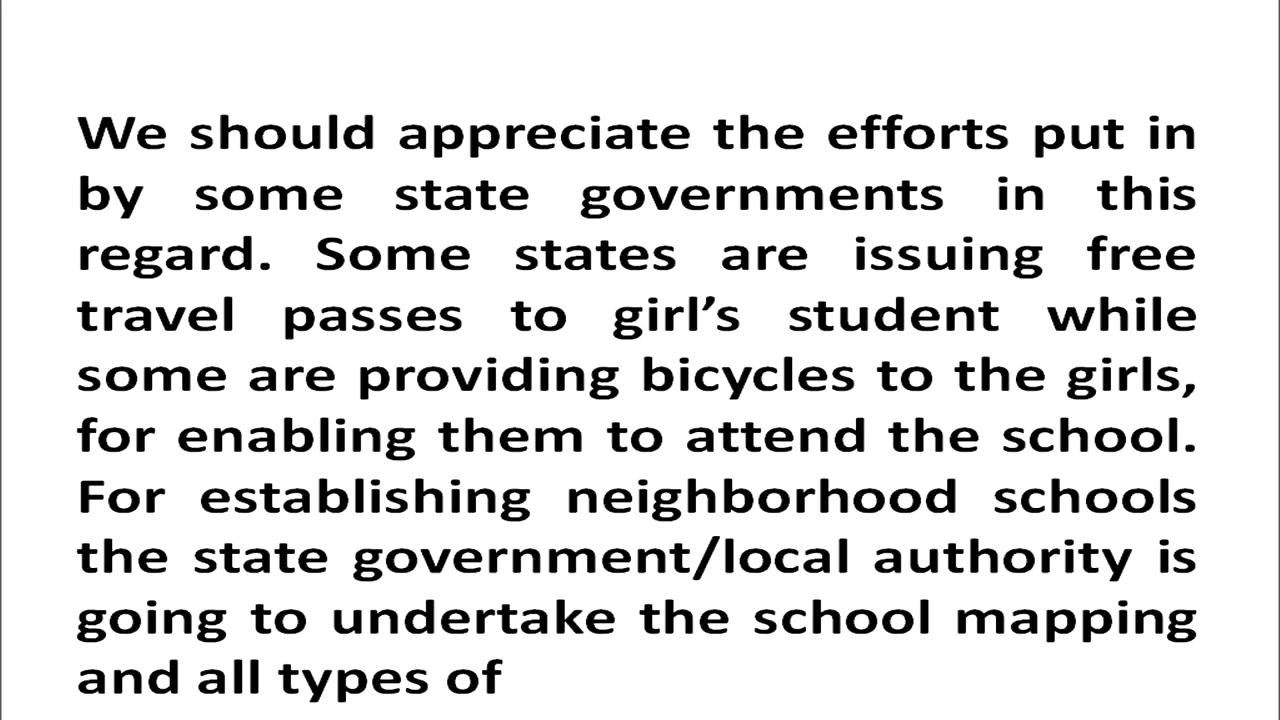 We should appreciate the efforts put in
by some state governments in this
regard. Some states are issuing free
travel passes to girl’s student while
some are providing bicycles to the girls,
for enabling them to attend the school.
For establishing neighborhood schools
the state government/local authority is
going to undertake the school mapping
and all types of